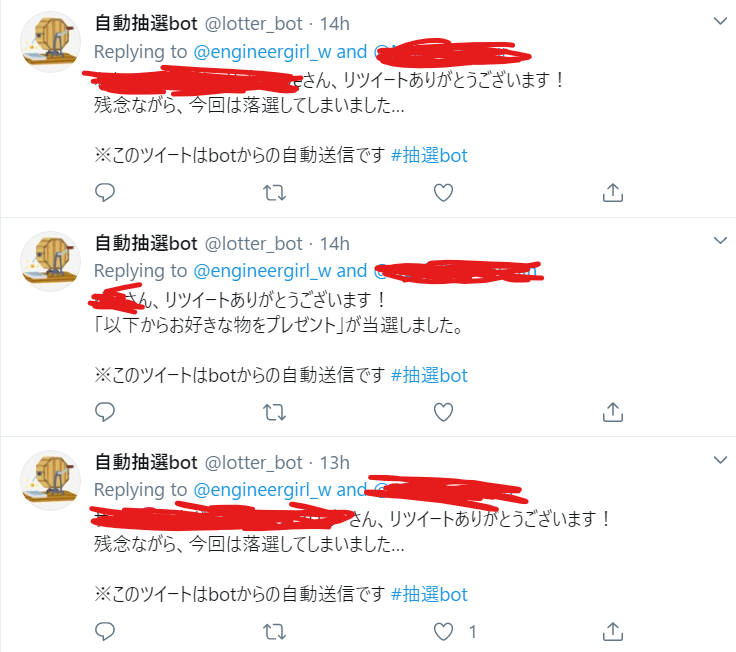 自動抽選bot @lotter_bot · 14h
Replying to @engineergirl_w and
さん、リツイートありがとうございます！
残念ながら、今回は落選してしまいました...
※このツイートはbotからの自動送信です #抽選bot
自動抽選bot @lotter_bot · 14h
Replying to @engineergirl_w and
さん、リツイートありがとうございます！
「以下からお好きな物をプレゼント」が当選しました。
※このツイートはbotからの自動送信です #抽選bot
自動抽選bot @lotter_bot · 13h
Replying to @engineergirl_w and
さん、リツイートありがとうございます！
残念ながら、今回は落選してしまいました...
※このツイートはbotからの自動送信です #抽選bot
1